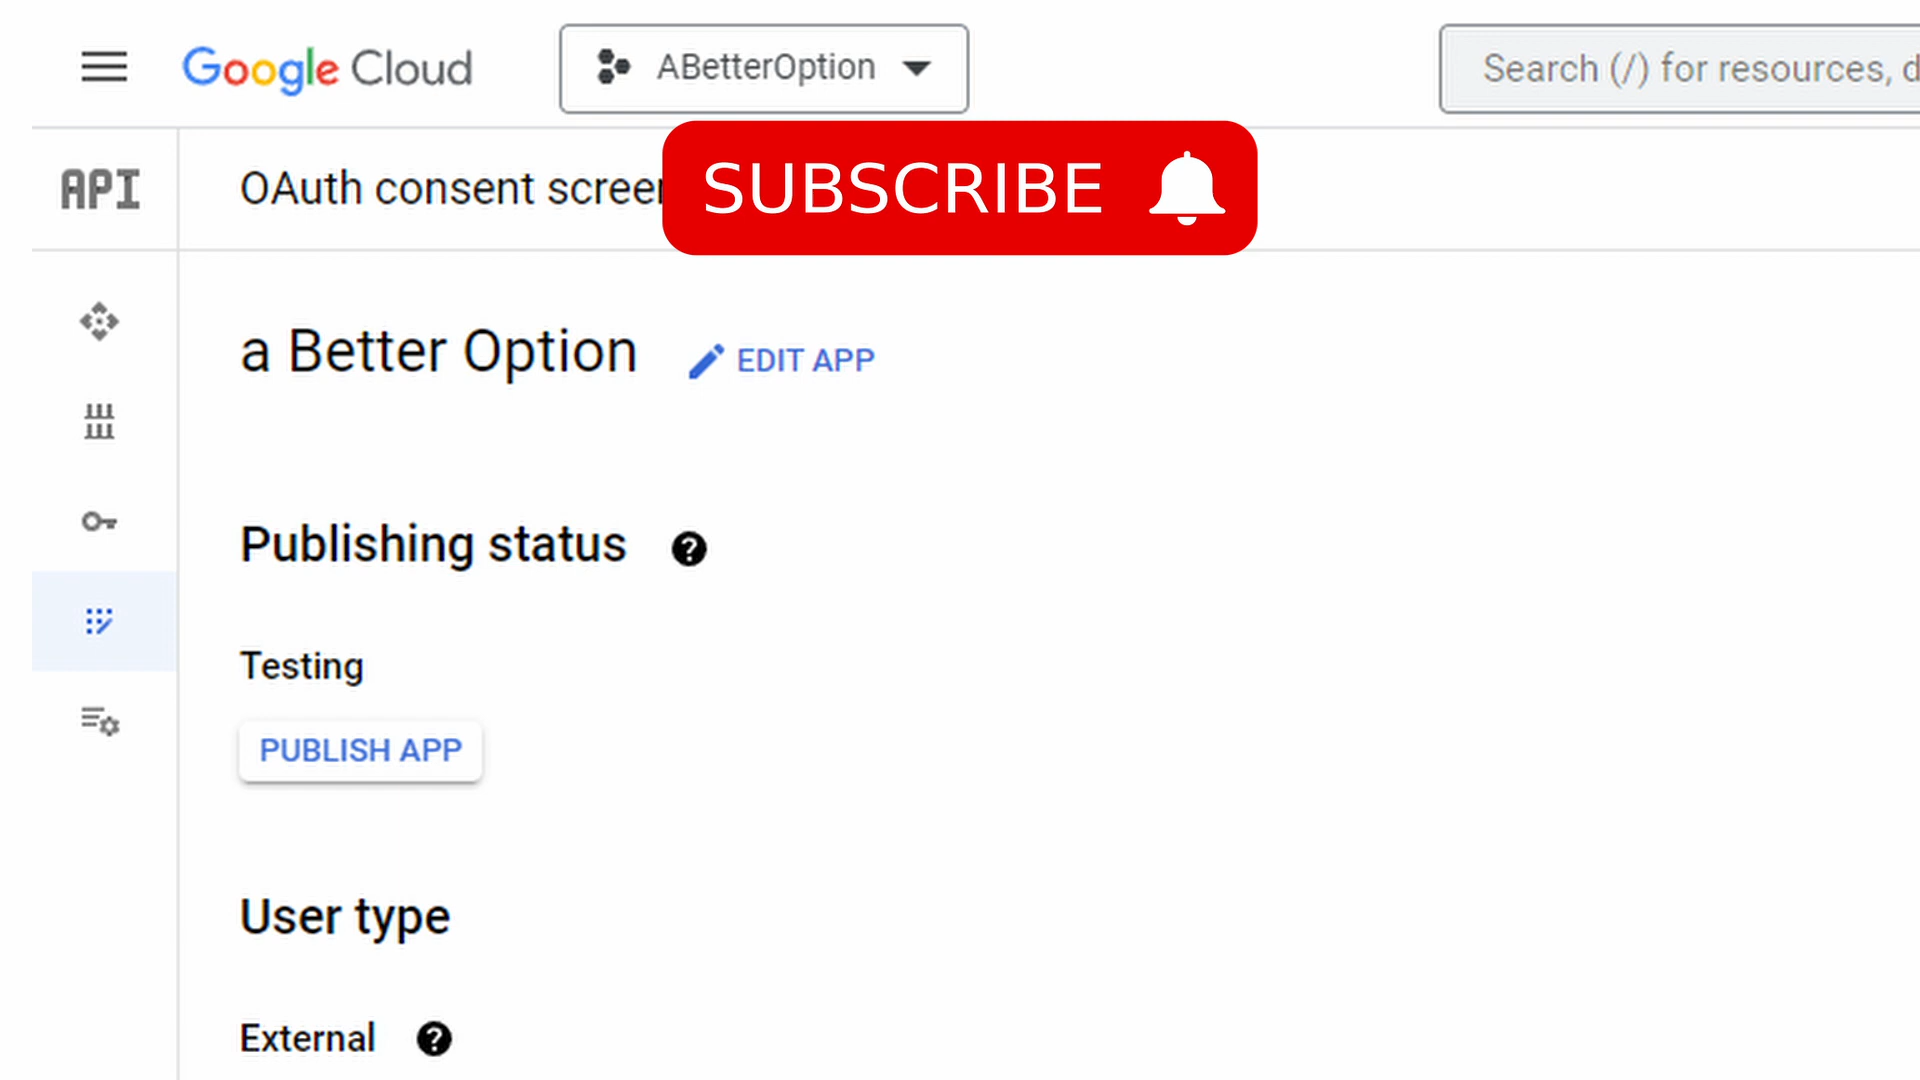 Google Cloud
ABetterOption
Search (/) for resources, d
API
OAuth consent screen
SUBSCRIBE
a Better Option
EDIT APP
Publishing status
Testing
PUBLISH APP
User type
External